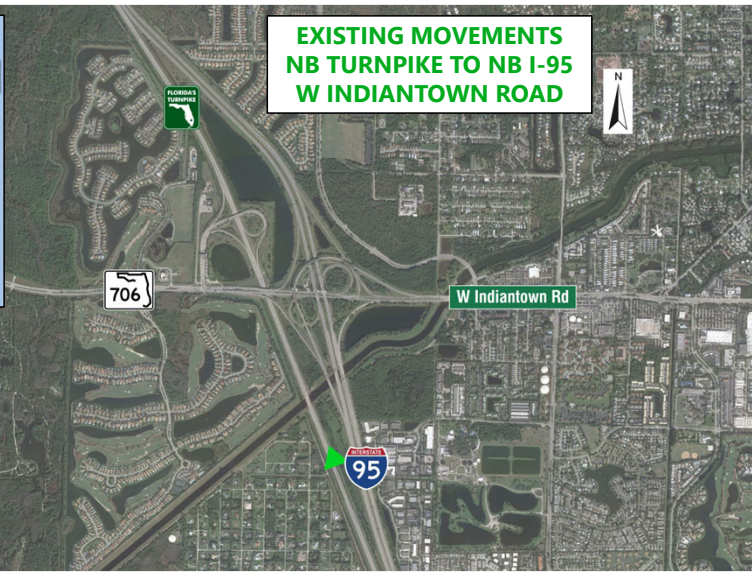 EXISTING MOVEMENTS
NB TURNPIKE TO NB I-95
W INDIANTOWN ROAD
N
FLORIDA'S
TURNPIKE
706
W Indiantown Rd
INTERSTATE
95